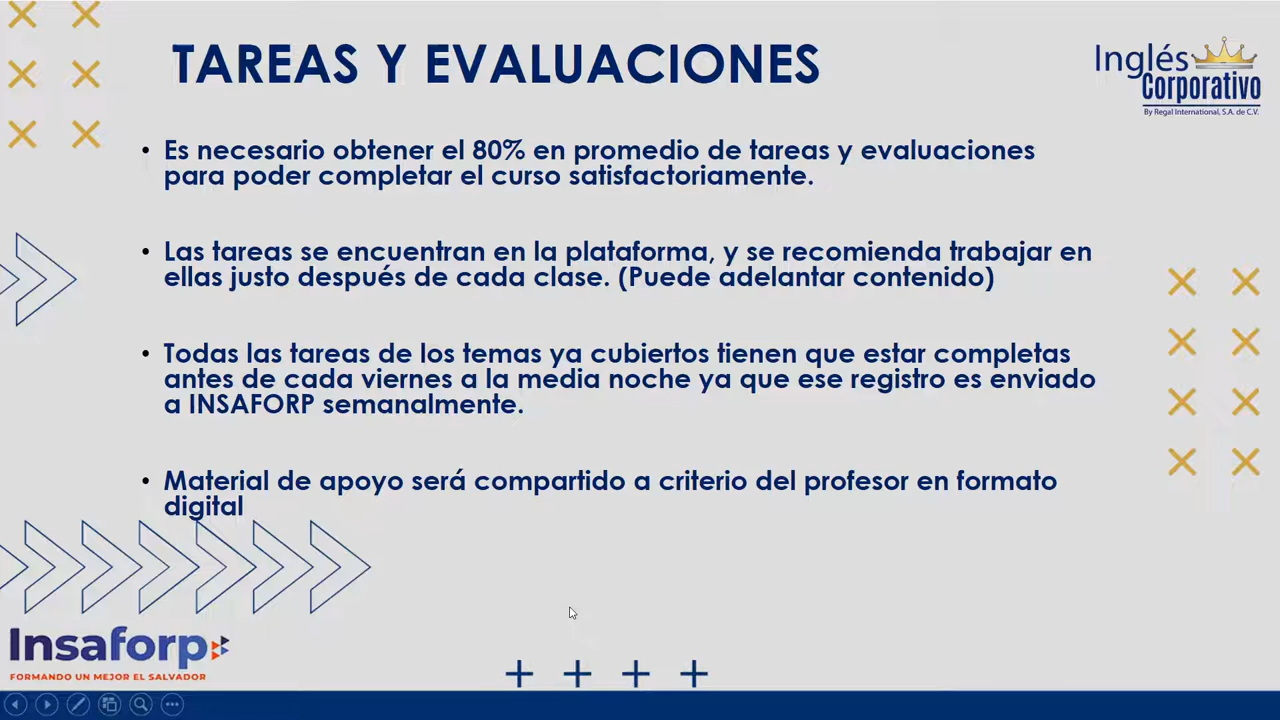 TAREAS Y EVALUACIONES
Inglés
Corporativo
By Regal International, S.A. de C.V.
• Es necesario obtener el 80% en promedio de tareas y evaluaciones
para poder completar el curso satisfactoriamente.
• Las tareas se encuentran en la plataforma, y se recomienda trabajar en
ellas justo después de cada clase. (Puede adelantar contenido)
• Todas las tareas de los temas ya cubiertos tienen que estar completas
antes de cada viernes a la media noche ya que ese registro es enviado
a INSAFORP semanalmente.
• Material de apoyo será compartido a criterio del profesor en formato
digital
Insaforp
FORMANDO UN MEJOR EL SALVADOR